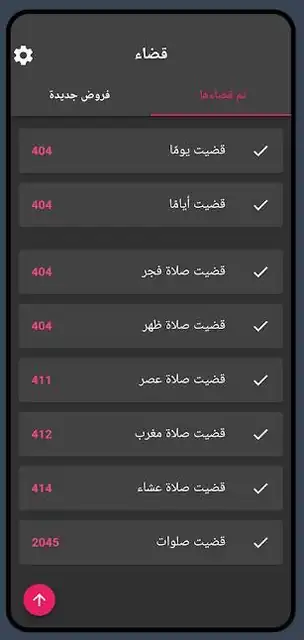 قضاء
تم قضاءها
فروض جديدة
قضيت يومًا 404
قضيت أيامًا 404
قضيت صلاة فجر 404
قضيت صلاة ظهر 404
قضيت صلاة عصر 411
قضيت صلاة مغرب 412
قضيت صلاة عشاء 414
قضيت صلوات 2045